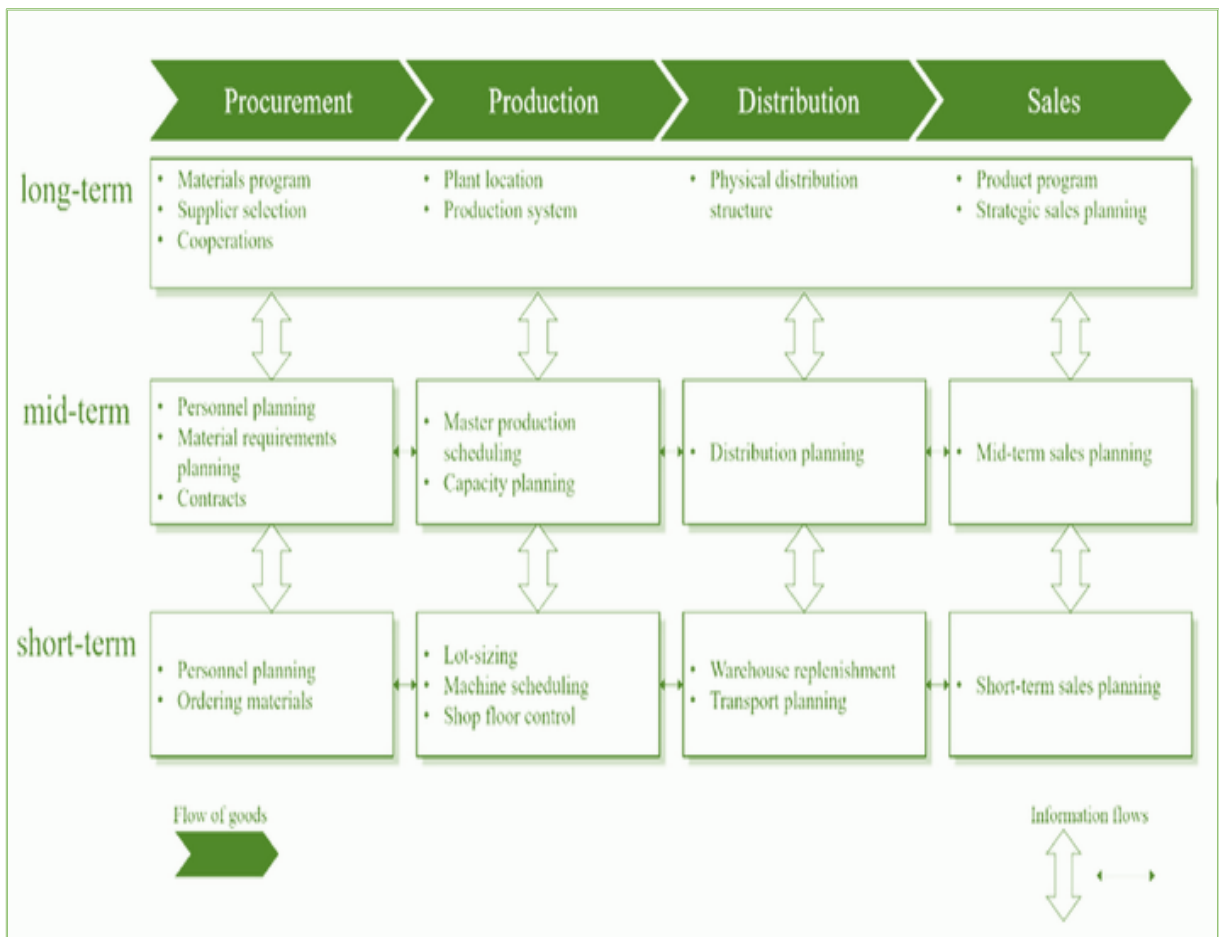 Procurement
Production
Distribution
Sales
long-term
• Materials program
• Supplier selection
• Cooperations
• Plant location
• Production system
• Physical distribution
structure
• Product program
• Strategic sales planning
mid-term
• Personnel planning
• Material requirements
planning
• Contracts
• Master production
scheduling
• Capacity planning
• Distribution planning
• Mid-term sales planning
short-term
• Personnel planning
• Ordering materials
• Lot-sizing
• Machine scheduling
• Shop floor control
• Warehouse replenishment
• Transport planning
• Short-term sales planning
Flow of goods
Information flows